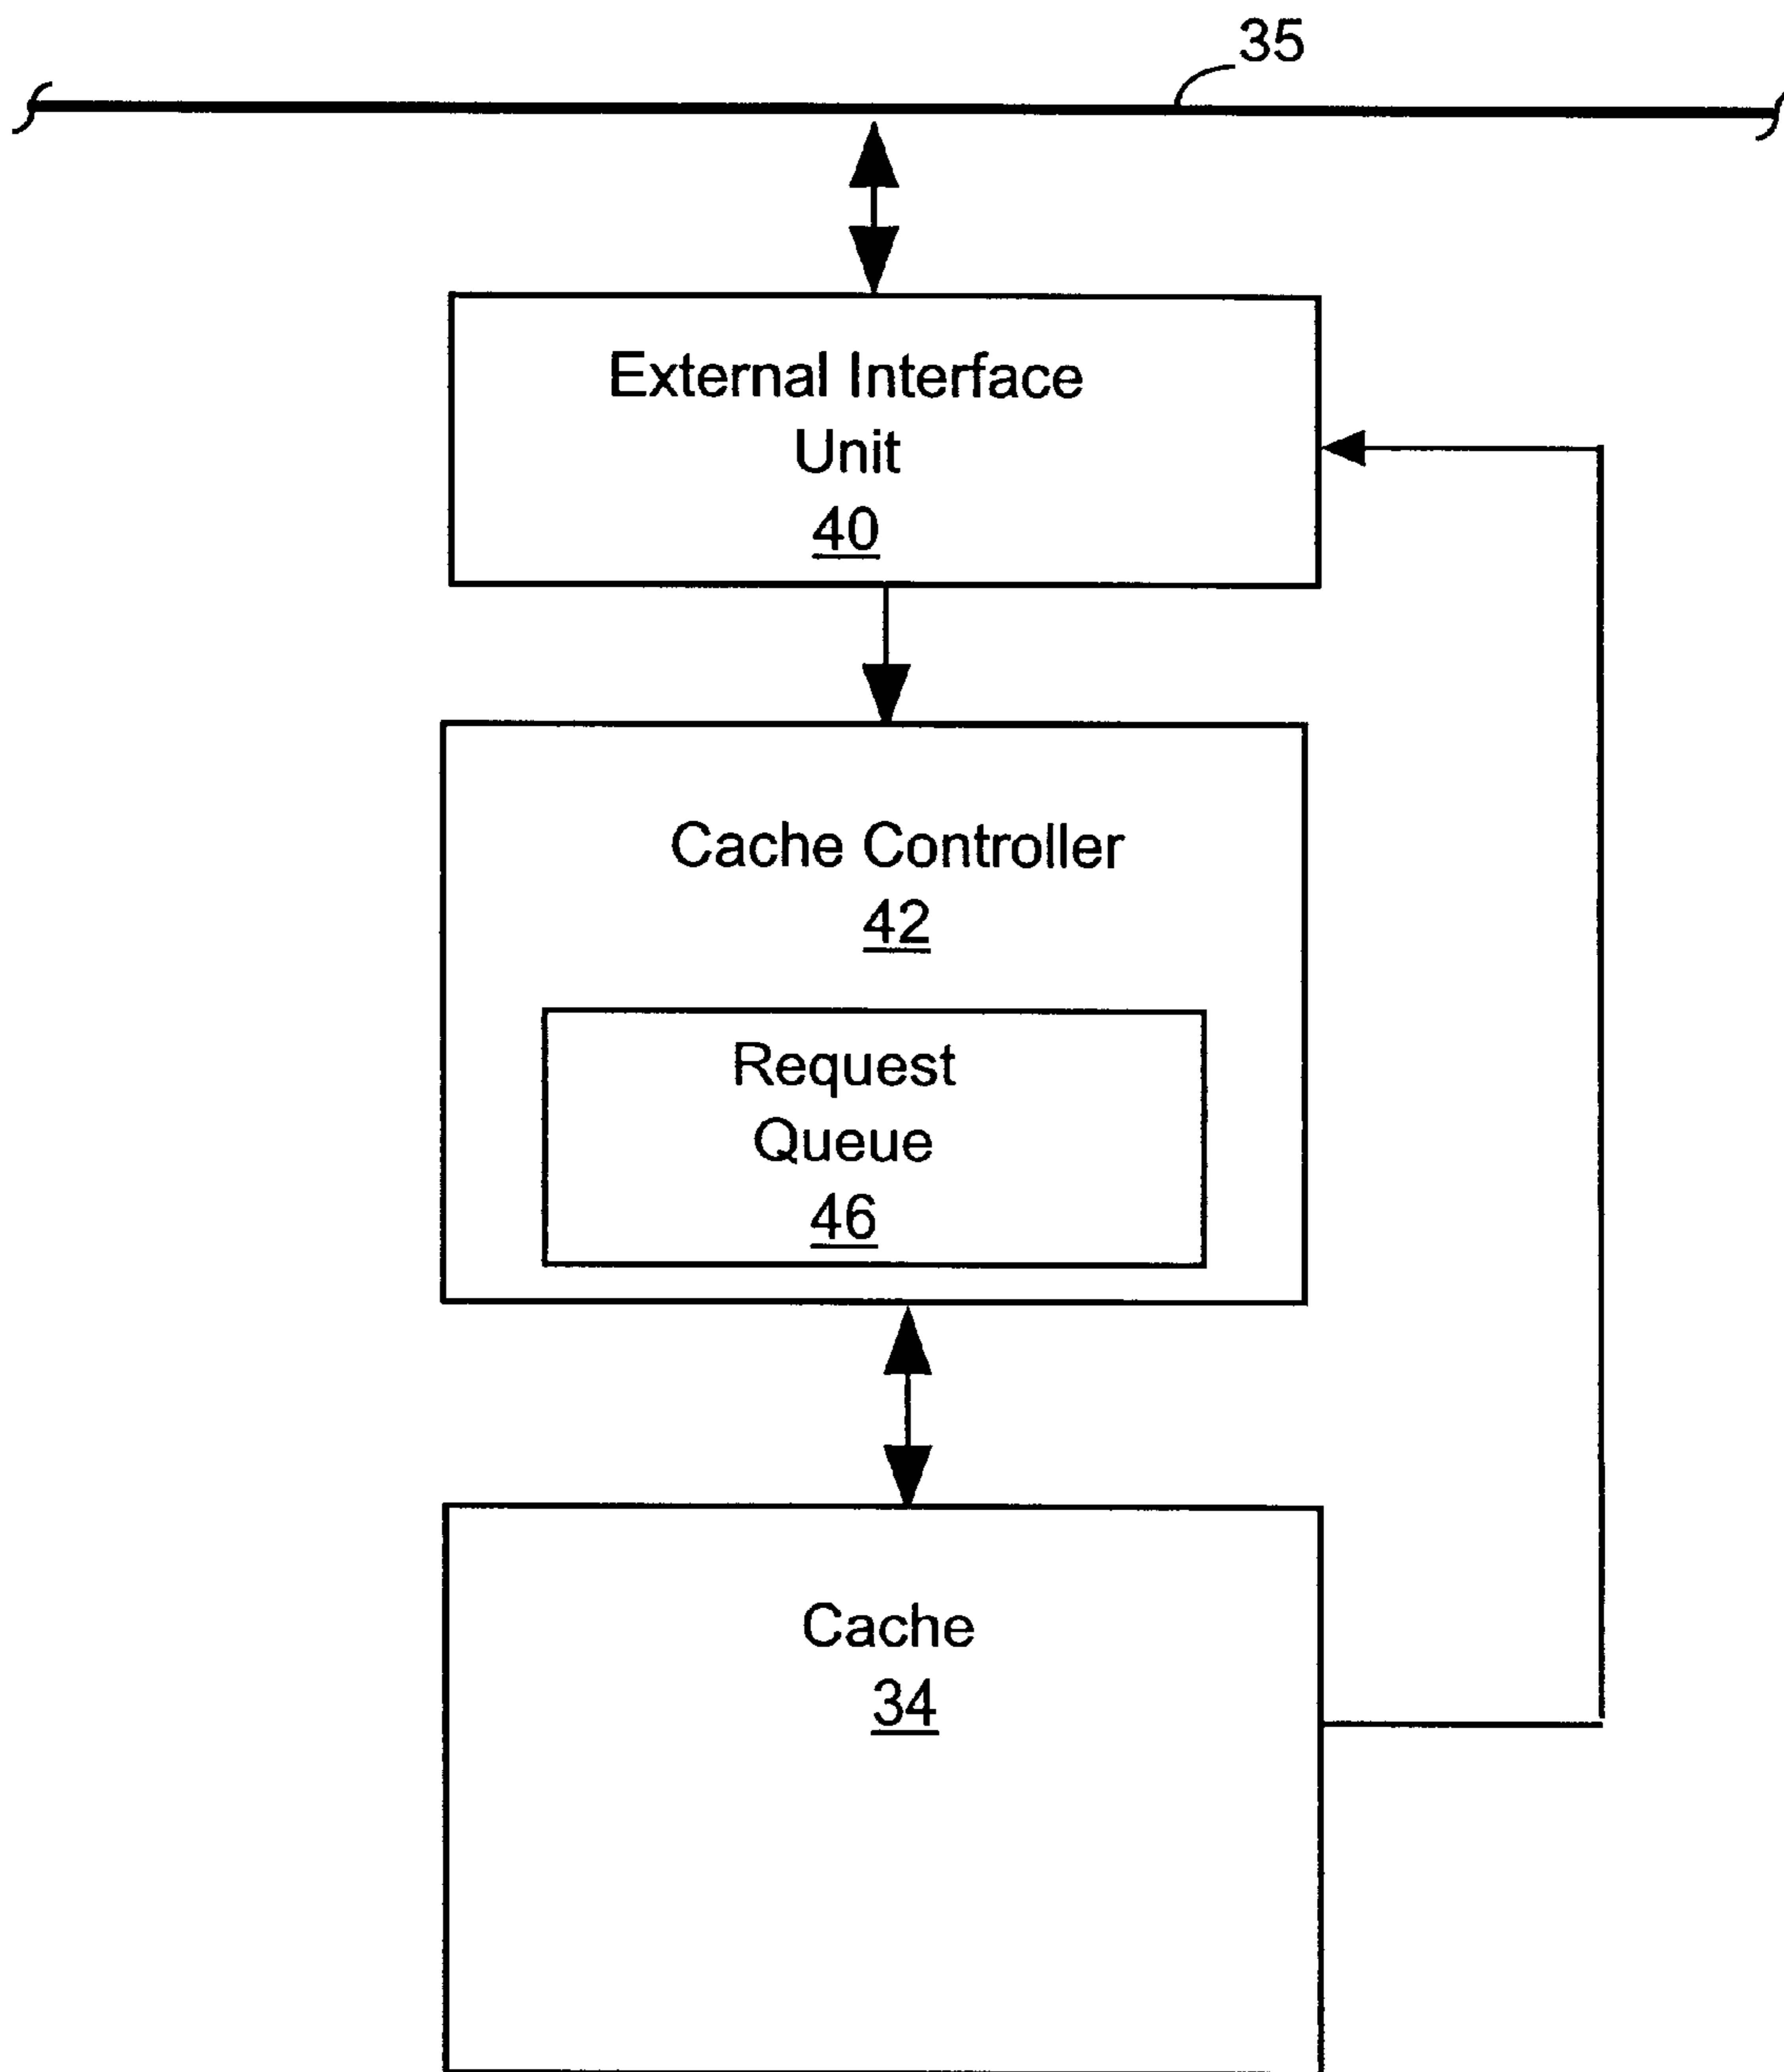 35
External Interface
Unit
40
Cache Controller
42
Request
Queue
46
Cache
34